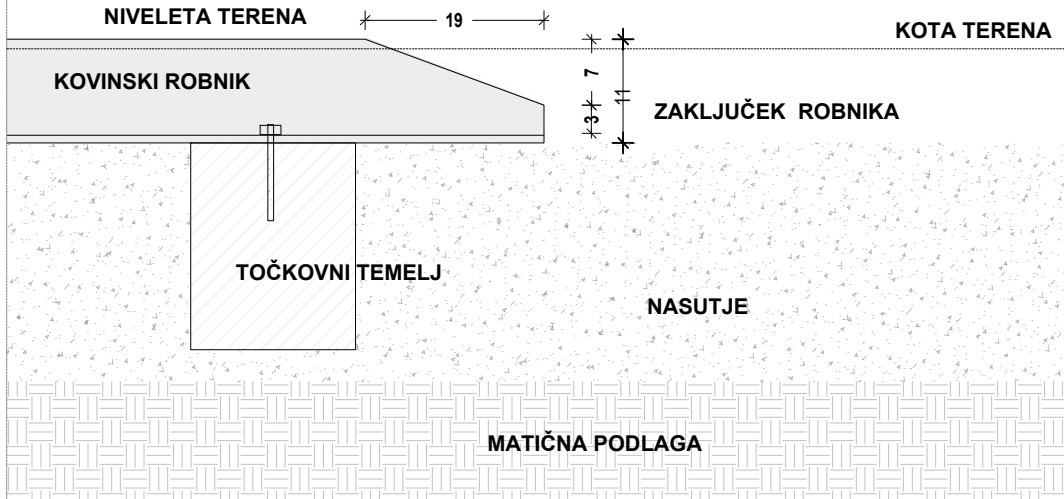 NIVELETA TERENA
19
KOTA TERENA
KOVINSKI ROBNIK
7
11
3
ZAKLJUČEK ROBNIKA
TOČKOVNI TEMELJ
NASUTJE
MATIČNA PODLAGA